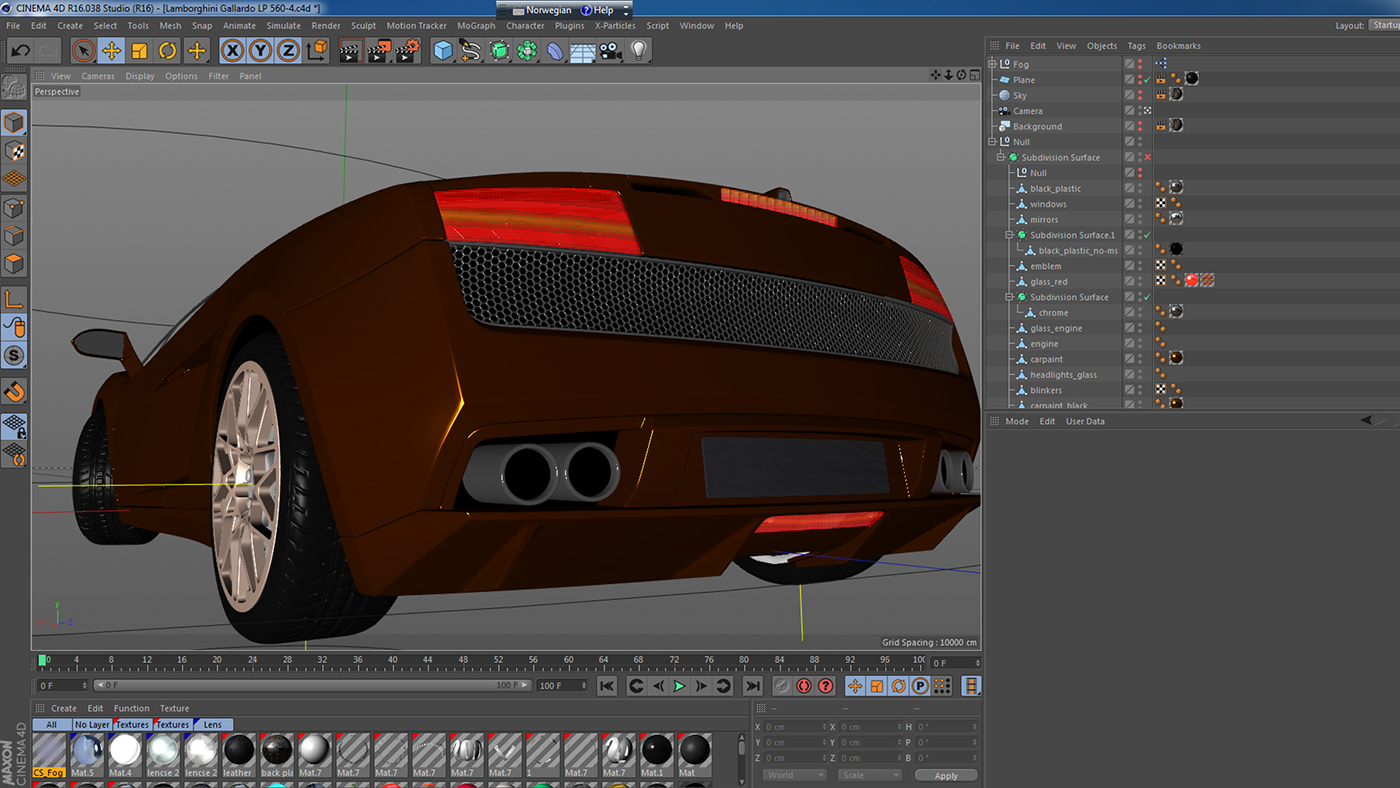 CINEMA 4D R16.038 Studio (R16) - [Lamborghini Gallardo LP 560-4.c4d *]
Norwegian Help
File Edit Create Select Tools Mesh Snap Animate Simulate Render Sculpt Motion Tracker MoGraph Character Plugins X-Particles Script Window Help
Layout: Startup
X Y Z
File Edit View Objects Tags Bookmarks
View Cameras Display Options Filter Panel
Perspective
Fog
Plane
Sky
Camera
Background
Null
Subdivision Surface
Null
black_plastic
windows
mirrors
Subdivision Surface.1
black_plastic_no-ms
emblem
glass_red
Subdivision Surface
chrome
glass_engine
engine
carpaint
headlights_glass
blinkers
carpaint_black
S
Mode Edit User Data
Y
X Z
Grid Spacing : 10000 cm
0 4 8 12 16 20 24 28 32 36 40 44 48 52 56 60 64 68 72 76 80 84 88 92 96 100
0 F
0 F 0 F 100 F 100 F
P
Create Edit Function Texture
All No Layer Textures Textures Lens
CS_Fog Mat.5 Mat.4 lencse 2 lencse 2 leather back pla Mat.7 Mat.7 Mat.7 Mat.7 Mat.7 Mat.7 1 Mat.7 Mat.7 Mat.1 Mat
-- -- --
X 0 cm X 0 cm H 0 °
Y 0 cm Y 0 cm P 0 °
Z 0 cm Z 0 cm B 0 °
World Scale Apply
MAXON
CINEMA 4D